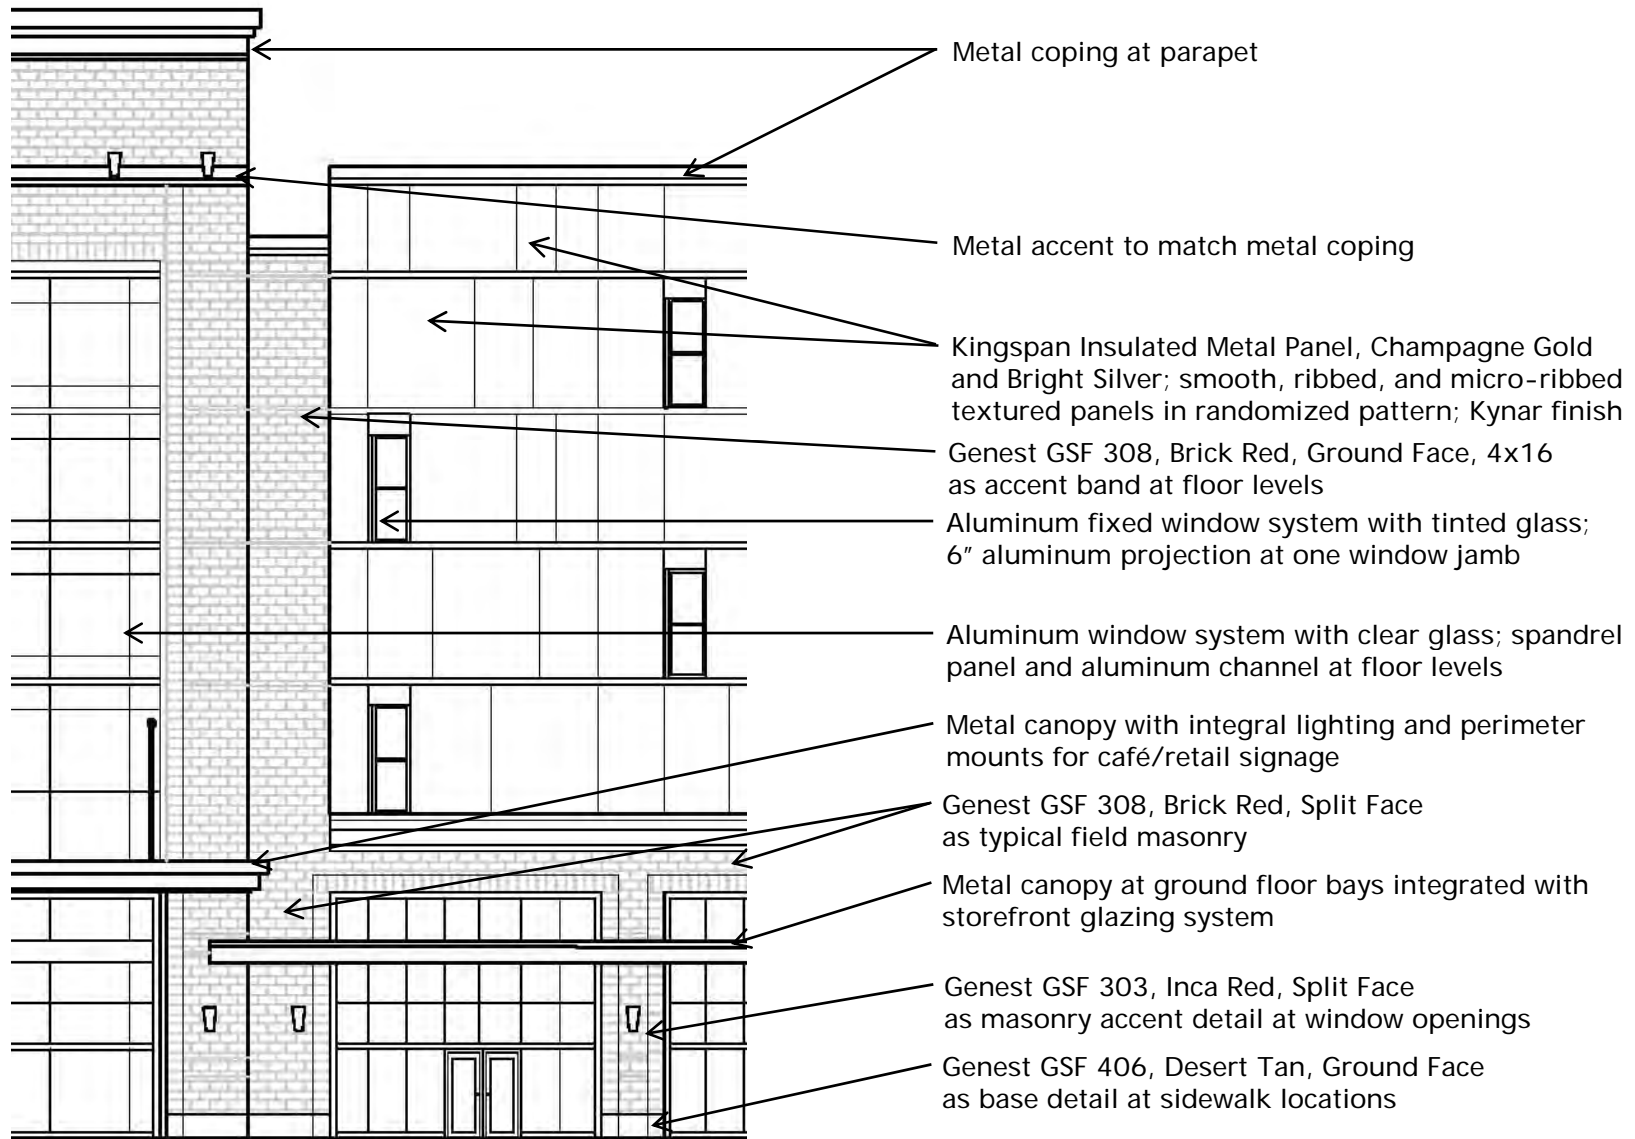 Metal coping at parapet
Metal accent to match metal coping
Kingspan Insulated Metal Panel, Champagne Gold
and Bright Silver; smooth, ribbed, and micro-ribbed
textured panels in randomized pattern; Kynar finish
Genest GSF 308, Brick Red, Ground Face, 4x16
as accent band at floor levels
Aluminum fixed window system with tinted glass;
6" aluminum projection at one window jamb
Aluminum window system with clear glass; spandrel
panel and aluminum channel at floor levels
Metal canopy with integral lighting and perimeter
mounts for café/retail signage
Genest GSF 308, Brick Red, Split Face
as typical field masonry
Metal canopy at ground floor bays integrated with
storefront glazing system
Genest GSF 303, Inca Red, Split Face
as masonry accent detail at window openings
Genest GSF 406, Desert Tan, Ground Face
as base detail at sidewalk locations